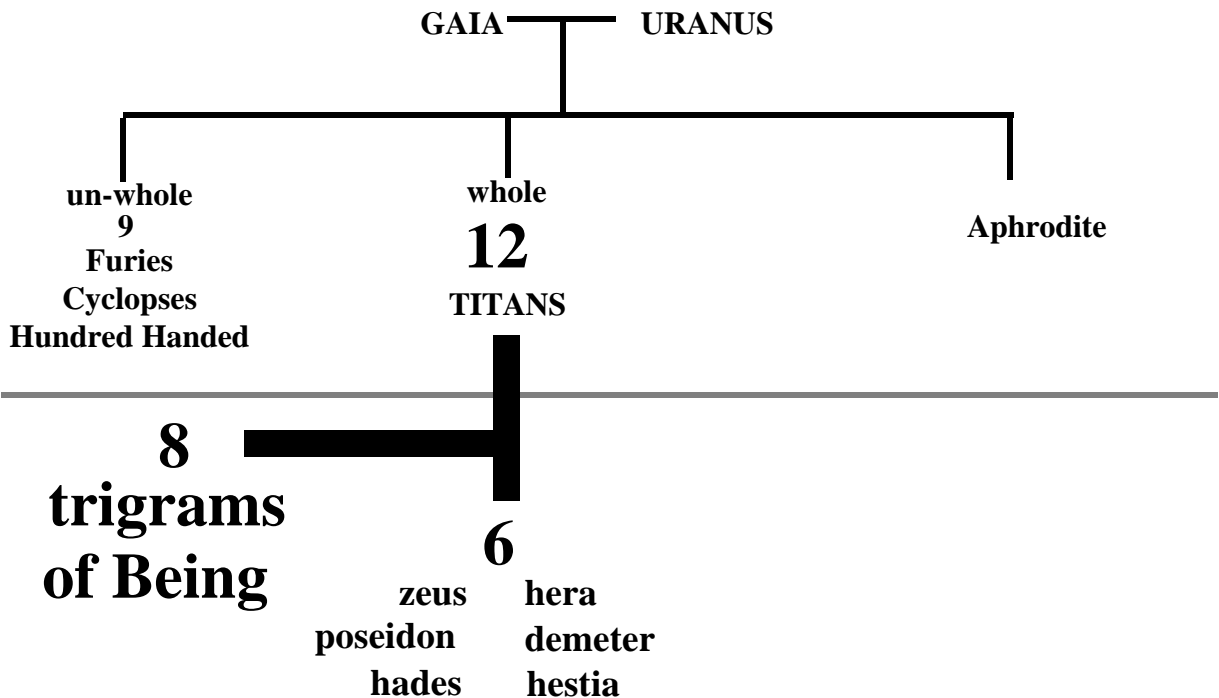 GAIA URANUS
un-whole
9
Furies
Cyclopses
Hundred Handed
whole
12
TITANS
Aphrodite
8
trigrams
of Being
6
zeus hera
poseidon demeter
hades hestia